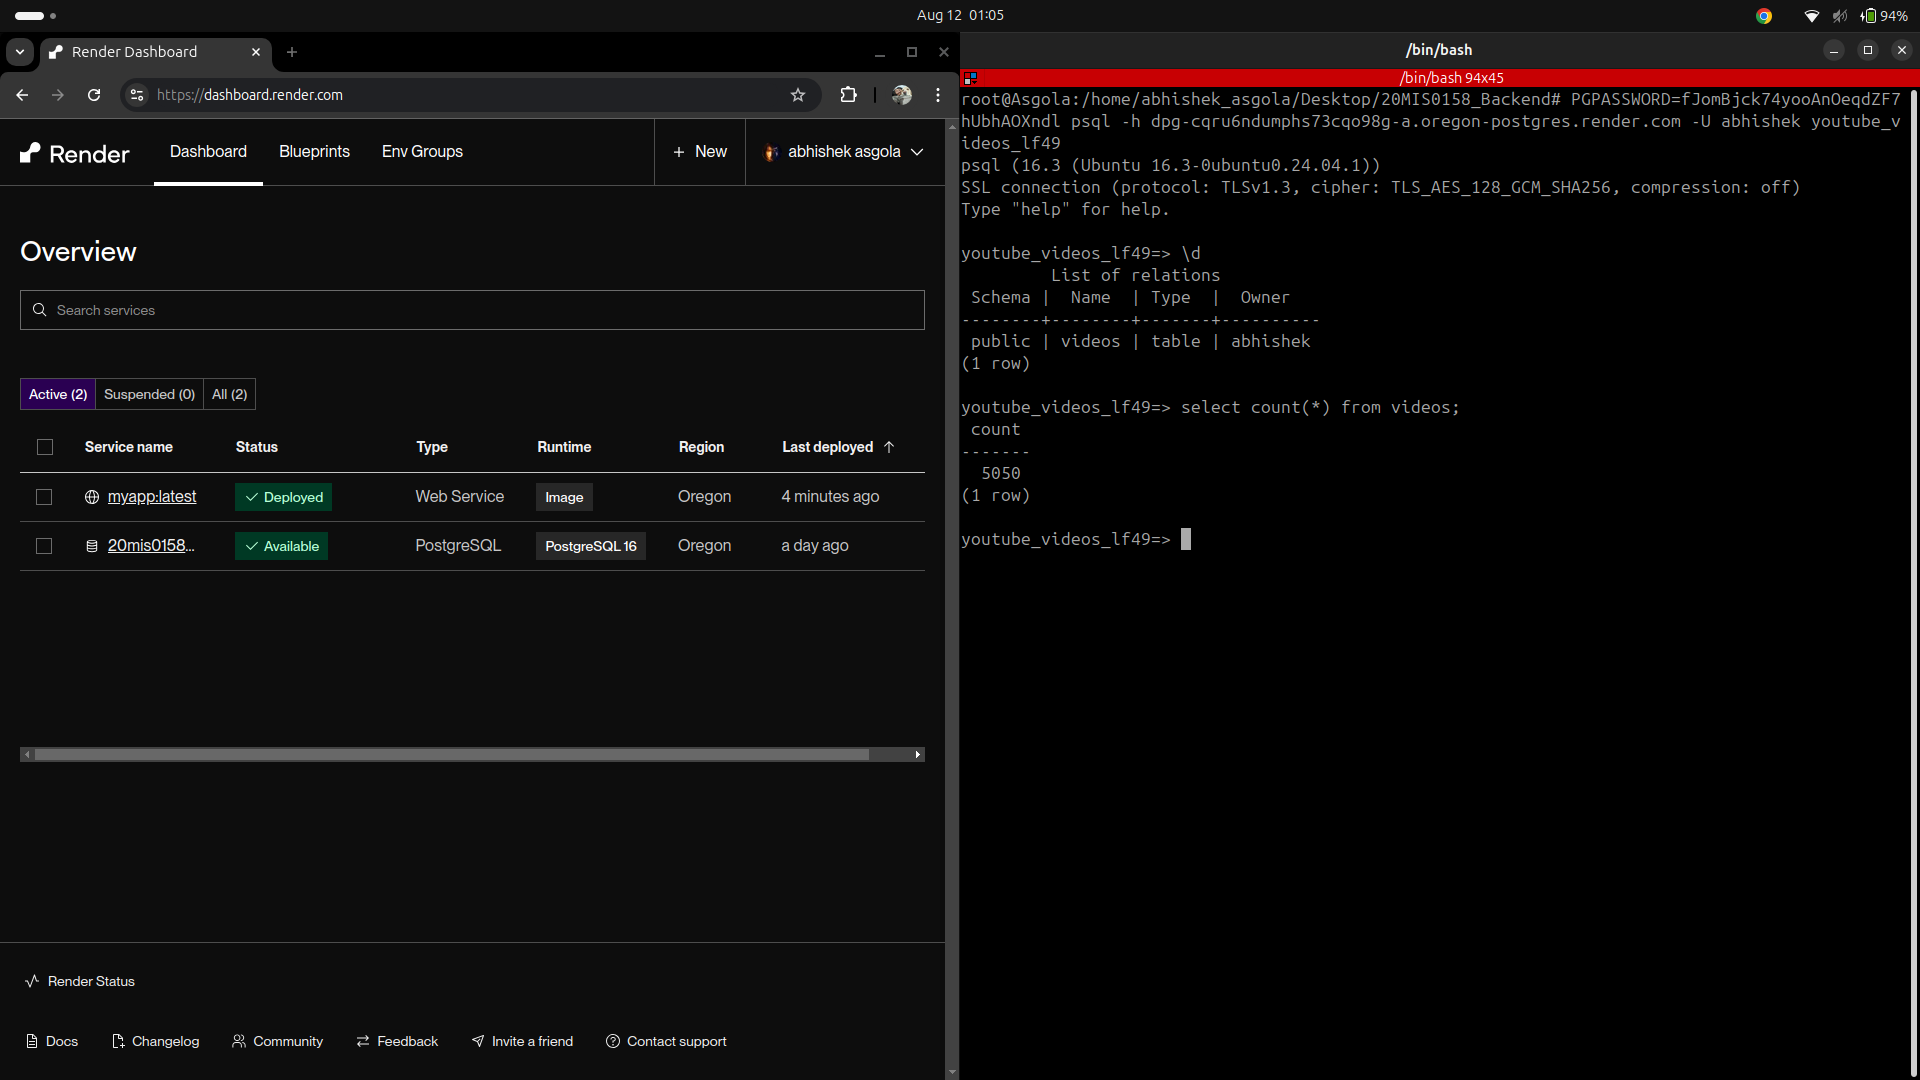 Aug 12 01:05
94%
Render Dashboard
https://dashboard.render.com
Render
Dashboard
Blueprints
Env Groups
+ New
abhishek asgola
Overview
Search services
Active (2)
Suspended (0)
All (2)
Service name Status Type Runtime Region Last deployed
myapp:latest Deployed Web Service Image Oregon 4 minutes ago
20mis0158... Available PostgreSQL PostgreSQL 16 Oregon a day ago
Render Status
Docs Changelog Community Feedback Invite a friend Contact support
/bin/bash
/bin/bash 94x45
root@Asgola:/home/abhishek_asgola/Desktop/20MIS0158_Backend# PGPASSWORD=fJomBjck74yooAnOeqdZF7
hUbhAOXndl psql -h dpg-cqru6ndumphs73cqo98g-a.oregon-postgres.render.com -U abhishek youtube_v
ideos_lf49
psql (16.3 (Ubuntu 16.3-0ubuntu0.24.04.1))
SSL connection (protocol: TLSv1.3, cipher: TLS_AES_128_GCM_SHA256, compression: off)
Type "help" for help.
youtube_videos_lf49=> \d
List of relations
Schema | Name | Type | Owner
--------+--------+-------+----------
public | videos | table | abhishek
(1 row)
youtube_videos_lf49=> select count(*) from videos;
count
-------
5050
(1 row)
youtube_videos_lf49=>